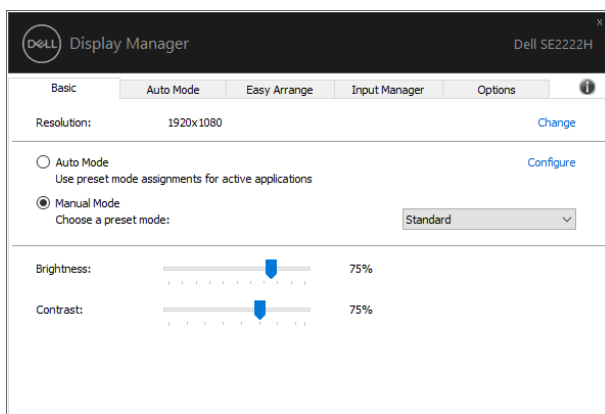 x
DELL Display Manager Dell SE2222H
Basic Auto Mode Easy Arrange Input Manager Options i
Resolution: 1920x1080 Change
Auto Mode Configure
Use preset mode assignments for active applications
Manual Mode
Choose a preset mode: Standard
Brightness: 75%
Contrast: 75%